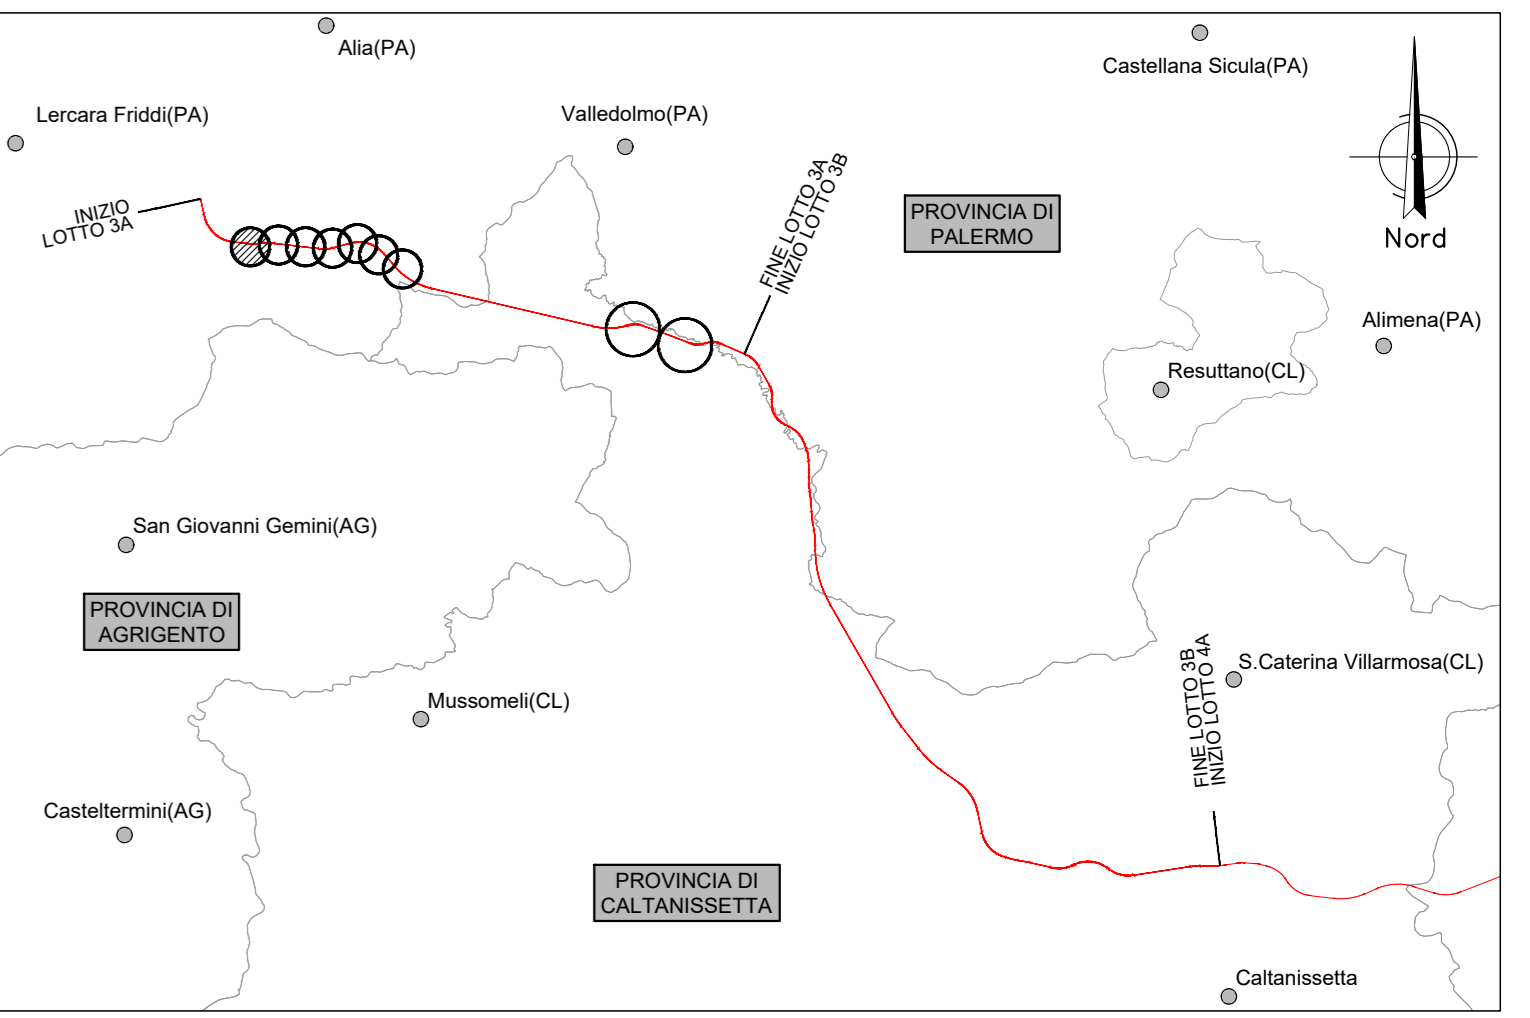 Alia(PA)
Castellana Sicula(PA)
Lercara Friddi(PA)
Valledolmo(PA)
INIZIO
LOTTO 3A
FINE LOTTO 3A
INIZIO LOTTO 3B
PROVINCIA DI
PALERMO
Nord
Alimena(PA)
Resuttano(CL)
San Giovanni Gemini(AG)
PROVINCIA DI
AGRIGENTO
FINE LOTTO 3B
INIZIO LOTTO 4A
S.Caterina Villarmosa(CL)
Mussomeli(CL)
Casteltermini(AG)
PROVINCIA DI
CALTANISSETTA
Caltanissetta